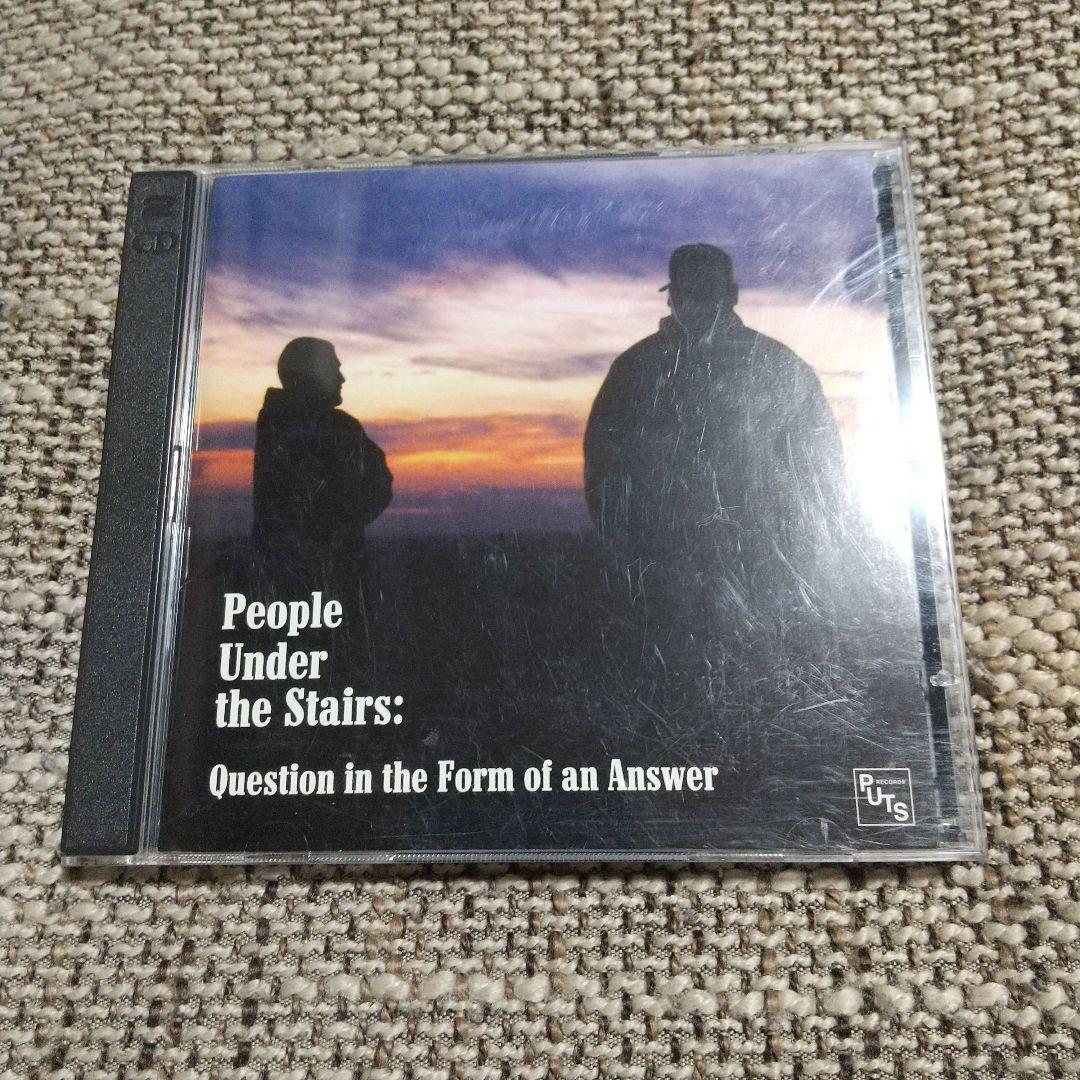 People
Under
the Stairs:
Question in the Form of an Answer
RECORDS
PUTS